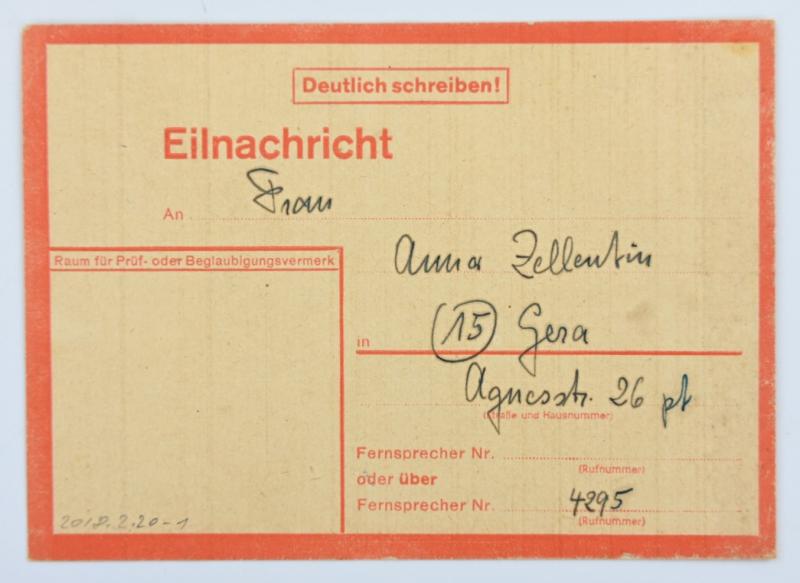 Deutlich schreiben!
Eilnachricht
An Frau
Raum für Prüf- oder Beglaubigungsvermerk
Anna Zellentin
in (15) Gera
Agnesstr. 26 pt
(Straße und Hausnummer)
Fernsprecher Nr.
(Rufnummer)
oder über
Fernsprecher Nr. 4295
(Rufnummer)
2018.2.20-1